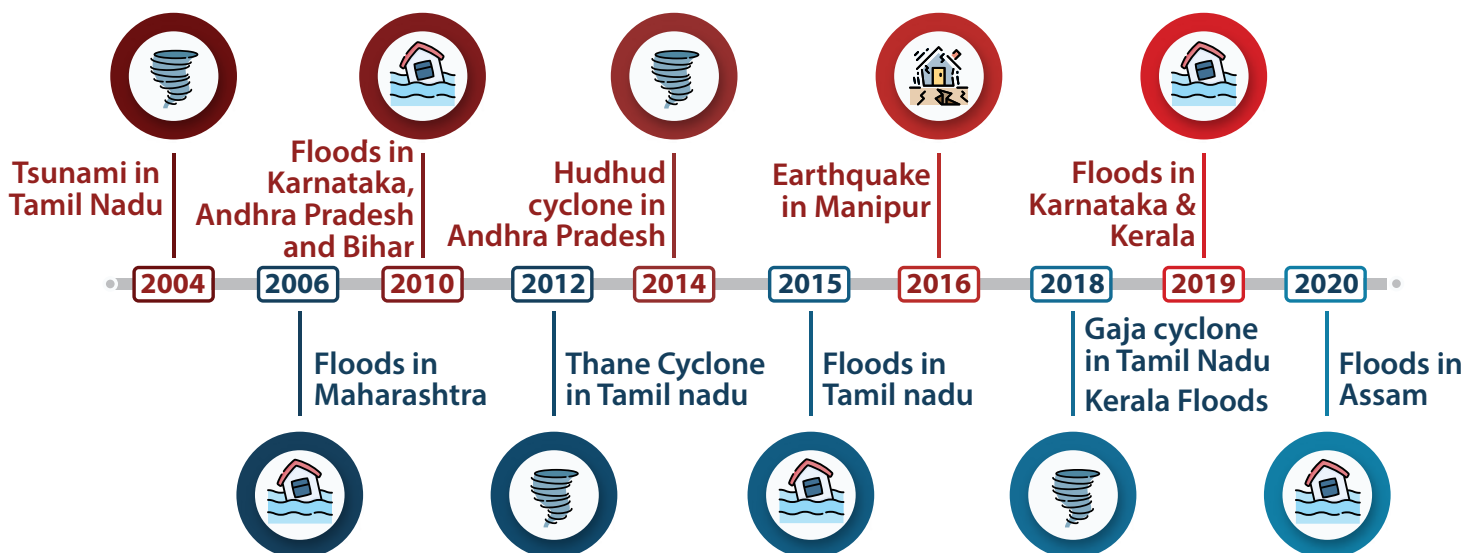 Tsunami in
Tamil Nadu
Floods in
Karnataka,
Andhra Pradesh
and Bihar
Hudhud
cyclone in
Andhra Pradesh
Earthquake
in Manipur
Floods in
Karnataka &
Kerala
2004 2006 2010 2012 2014 2015 2016 2018 2019 2020
Floods in
Maharashtra
Thane Cyclone
in Tamil nadu
Floods in
Tamil nadu
Gaja cyclone
in Tamil Nadu
Kerala Floods
Floods in
Assam